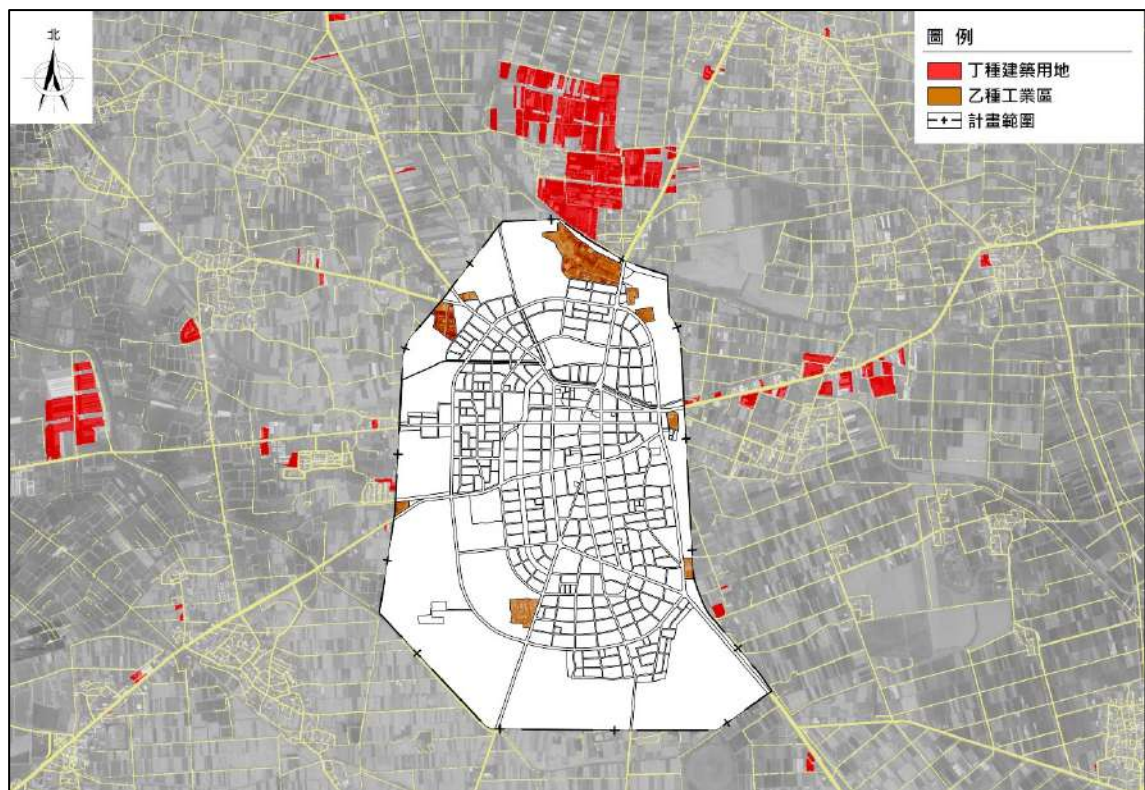 北
圖 例
丁種建築用地
乙種工業區
計畫範圍